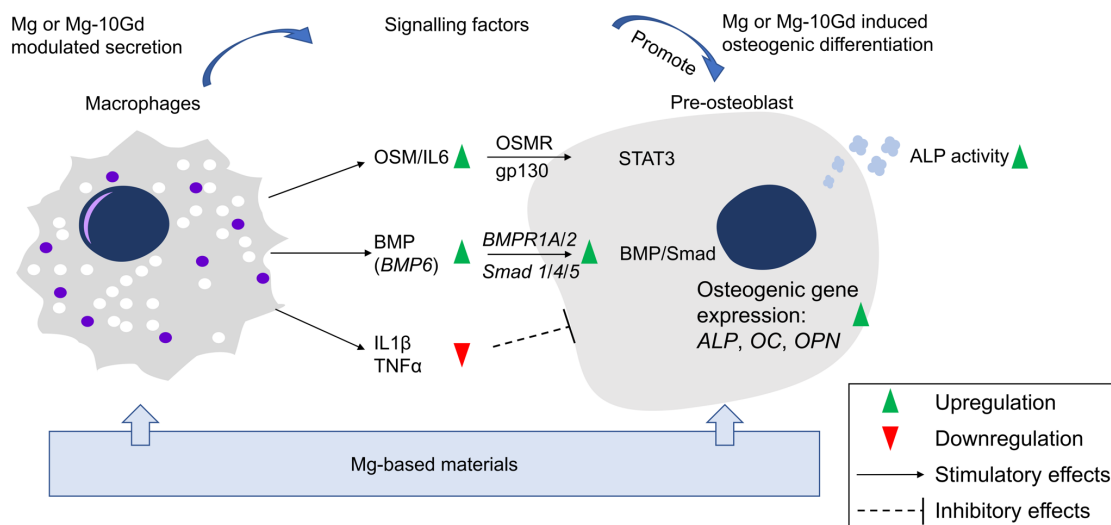 Mg or Mg-10Gd
modulated secretion
Signalling factors
Promote
Mg or Mg-10Gd induced
osteogenic differentiation
Macrophages
Pre-osteoblast
OSM/IL6
OSMR
gp130
STAT3
ALP activity
BMP
(BMP6)
BMPR1A/2
Smad 1/4/5
BMP/Smad
Osteogenic gene
expression:
ALP, OC, OPN
IL1β
TNFα
Mg-based materials
Upregulation
Downregulation
Stimulatory effects
Inhibitory effects